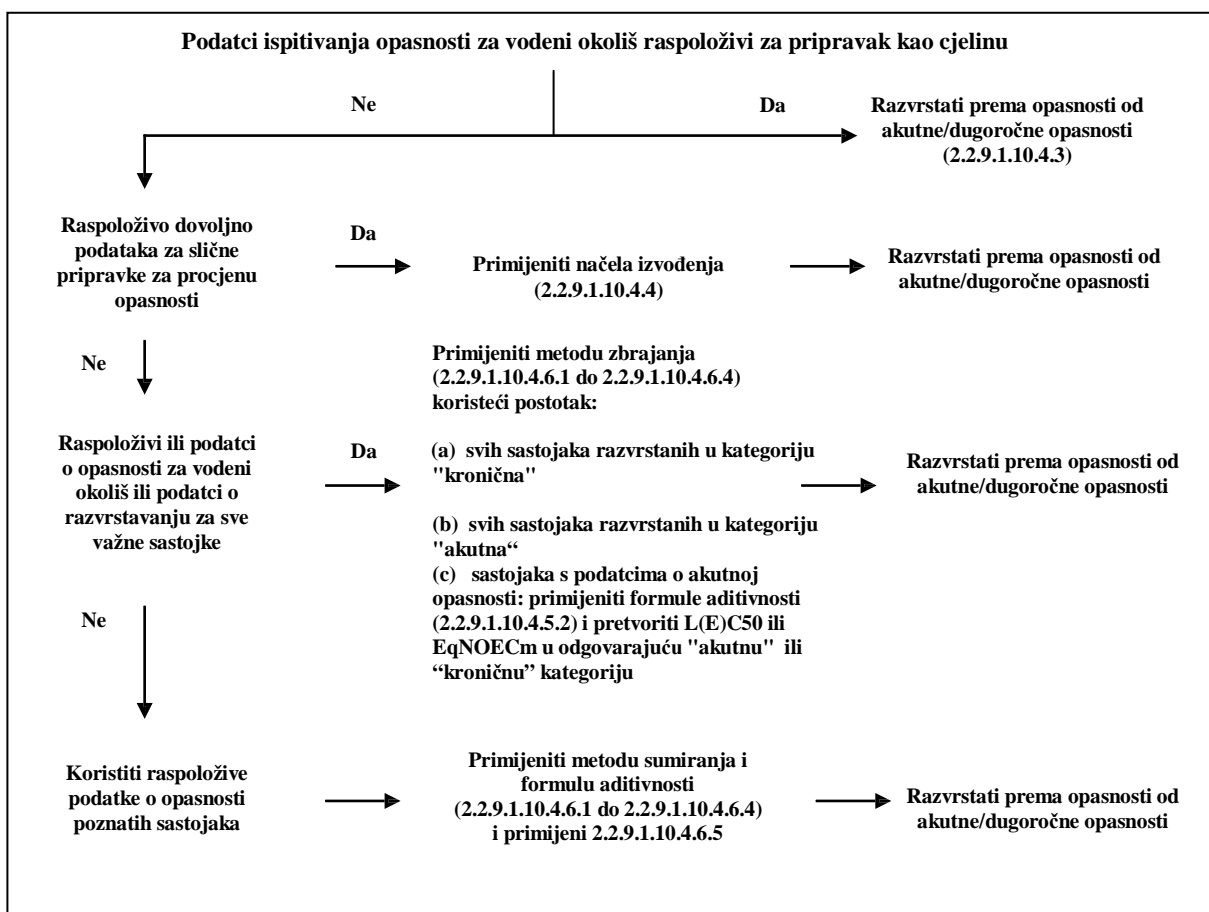 Podatci ispitivanja opasnosti za vodeni okoliš raspoloživi za pripravak kao cjelinu
Ne
Da
Razvrstati prema opasnosti od
akutne/dugoročne opasnosti
(2.2.9.1.10.4.3)
Raspoloživo dovoljno
podataka za slične
pripravke za procjenu
opasnosti
Da
Primijeniti načela izvođenja
(2.2.9.1.10.4.4)
Razvrstati prema opasnosti od
akutne/dugoročne opasnosti
Ne
Primijeniti metodu zbrajanja
(2.2.9.1.10.4.6.1 do 2.2.9.1.10.4.6.4)
koristeći postotak:
Raspoloživi ili podatci
o opasnosti za vodeni
okoliš ili podatci o
razvrstavanju za sve
važne sastojke
Da
(a) svih sastojaka razvrstanih u kategoriju
"kronična"
(b) svih sastojaka razvrstanih u kategoriju
"akutna“
(c) sastojaka s podatcima o akutnoj
opasnosti: primijeniti formule aditivnosti
(2.2.9.1.10.4.5.2) i pretvoriti L(E)C50 ili
EqNOECm u odgovarajuću "akutnu" ili
“kroničnu” kategoriju
Razvrstati prema opasnosti od
akutne/dugoročne opasnosti
Ne
Koristiti raspoložive
podatke o opasnosti
poznatih sastojaka
Primijeniti metodu sumiranja i
formulu aditivnosti
(2.2.9.1.10.4.6.1 do 2.2.9.1.10.4.6.4)
i primijeni 2.2.9.1.10.4.6.5
Razvrstati prema opasnosti od
akutne/dugoročne opasnosti